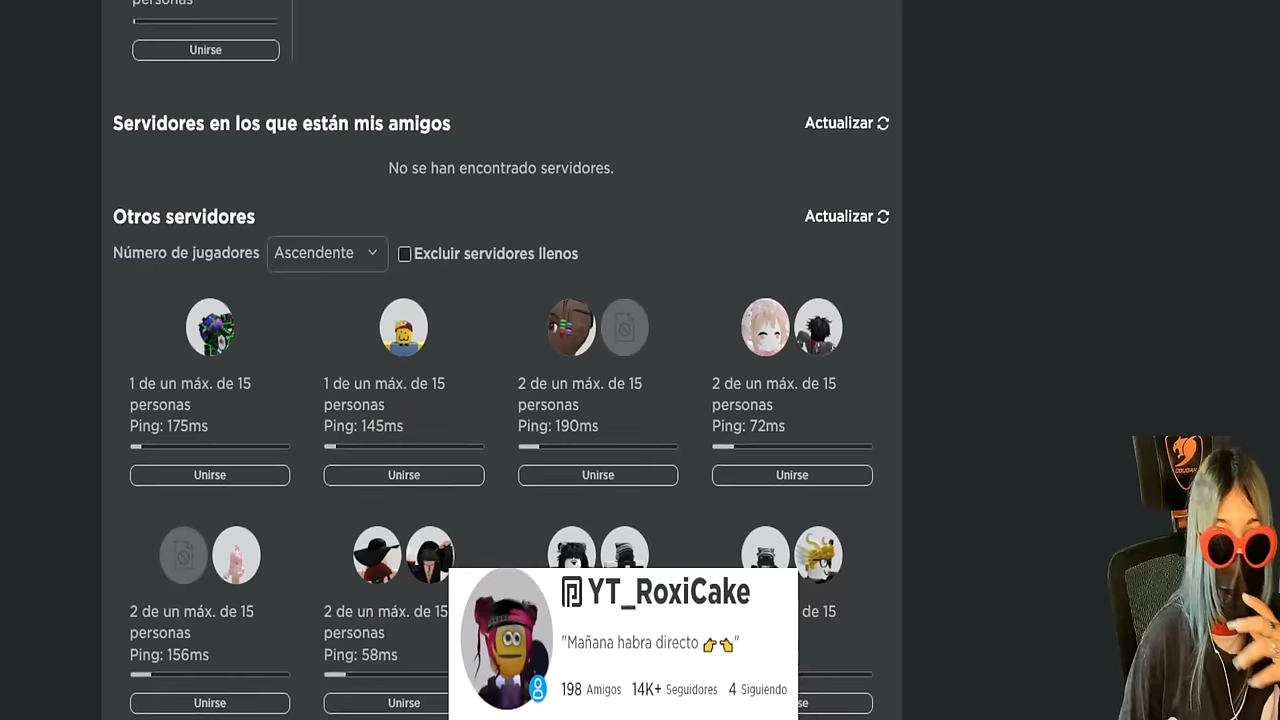 personas
Unirse
Servidores en los que están mis amigos
Actualizar
No se han encontrado servidores.
Otros servidores
Actualizar
Número de jugadores
Ascendente
Excluir servidores llenos
1 de un máx. de 15
personas
Ping: 175ms
Unirse
1 de un máx. de 15
personas
Ping: 145ms
Unirse
2 de un máx. de 15
personas
Ping: 190ms
Unirse
2 de un máx. de 15
personas
Ping: 72ms
Unirse
2 de un máx. de 15
personas
Ping: 156ms
Unirse
2 de un máx. de 15
personas
Ping: 58ms
Unirse
de 15
se
YT_RoxiCake
"Mañana habra directo 👉👈"
198 Amigos 14K+ Seguidores 4 Siguiendo
COUGAR